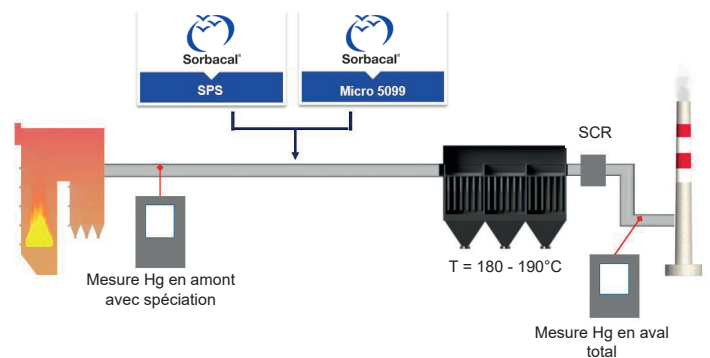 Sorbacal®
SPS
Sorbacal®
Micro 5099
SCR
Mesure Hg en amont
avec spéciation
T = 180 - 190°C
Mesure Hg en aval
total